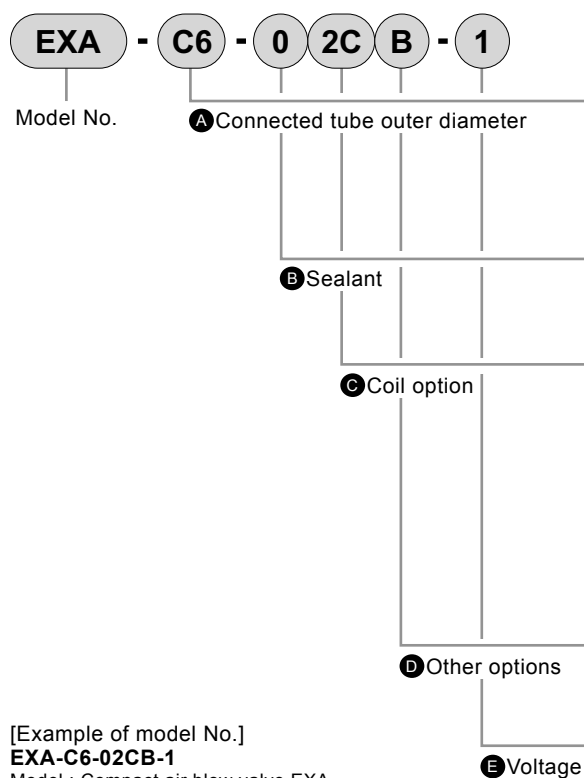 EXA - C6 - 0 2C B - 1
Model No.
A Connected tube outer diameter
B Sealant
C Coil option
D Other options
E Voltage
[Example of model No.]
EXA-C6-02CB-1
Model : Compact air blow valve EXA